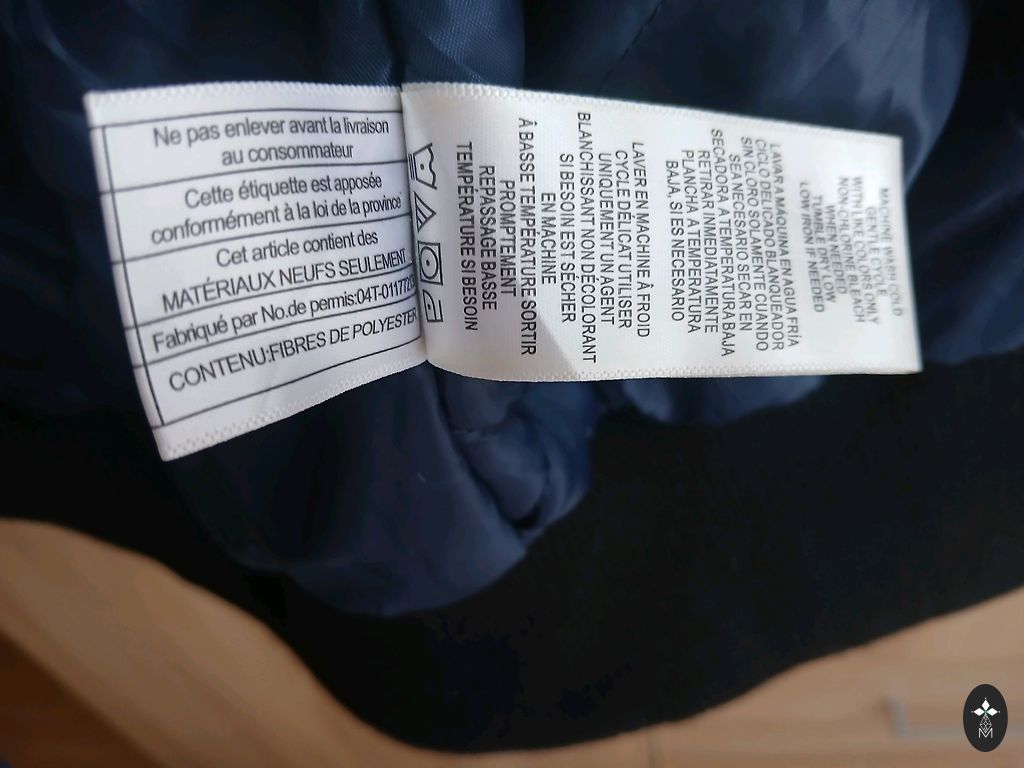 Ne pas enlever avant la livraison
au consommateur
Cette étiquette est apposée
conformément à la loi de la province
Cet article contient des
MATÉRIAUX NEUFS SEULEMENT
Fabriqué par No.de permis:04T-01177
CONTENU:FIBRES DE POLYESTER
MACHINE WASH COLD
GENTLE CYCLE
WITH LIKE COLORS ONLY
NON-CHLORINE BLEACH
WHEN NEEDED
TUMBLE DRY LOW
LOW IRON IF NEEDED
LAVAR A MÁQUINA EN AGUA FRÍA
CICLO DELICADO BLANQUEADOR
SIN CLORO SOLAMENTE CUANDO
SEA NECESARIO SECAR EN
SECADORA A TEMPERATURA BAJA
RETIRAR INMEDIATAMENTE
PLANCHA A TEMPERATURA
BAJA, SI ES NECESARIO
LAVER EN MACHINE À FROID
CYCLE DÉLICAT UTILISER
UNIQUEMENT UN AGENT
BLANCHISSANT NON DÉCOLORANT
SI BESOIN EST SÉCHER
EN MACHINE
À BASSE TEMPÉRATURE SORTIR
PROMPTEMENT
REPASSAGE BASSE
TEMPÉRATURE SI BESOIN
M